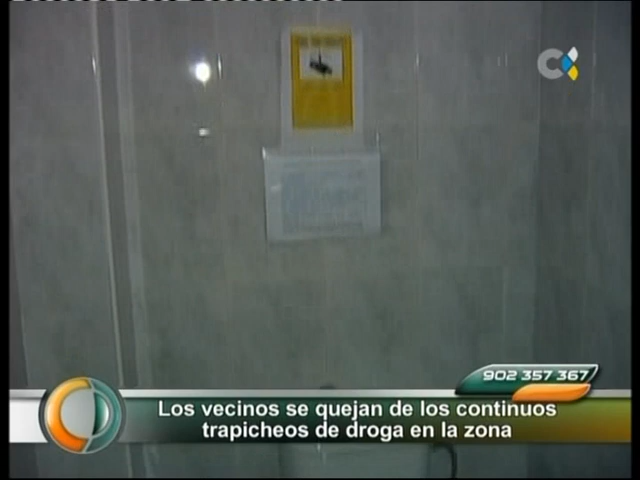 902 357 367
Los vecinos se quejan de los continuos
trapicheos de droga en la zona